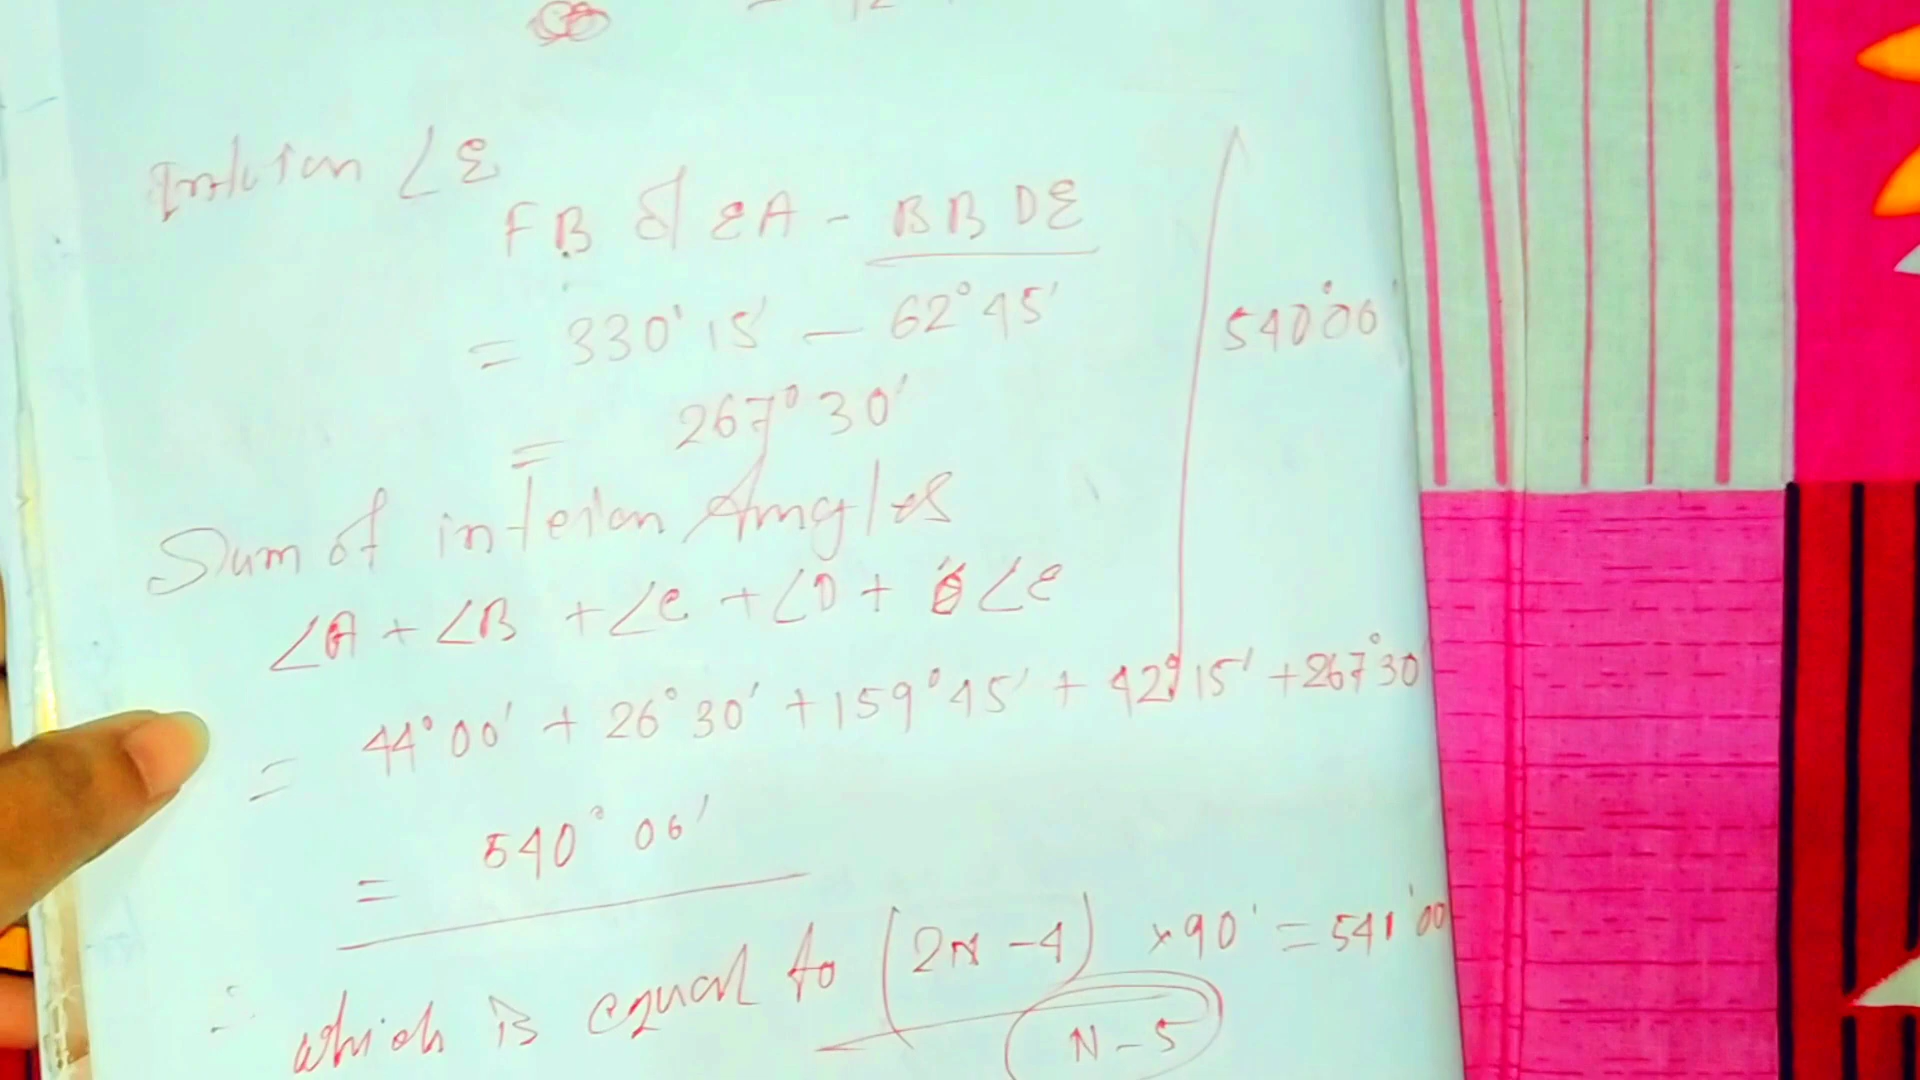 ∠E
FB of EA - BB DE
= 330° 15' - 62° 45'
= 267° 30'
540° 00'
Sum of interior Angles
∠A + ∠B + ∠C + ∠D + ∠E
= 44° 00' + 26° 30' + 159° 45' + 42° 15' + 267° 30
= 540° 00'
∴ which is equal to (2N - 4) × 90° = 541° 00
N - 5